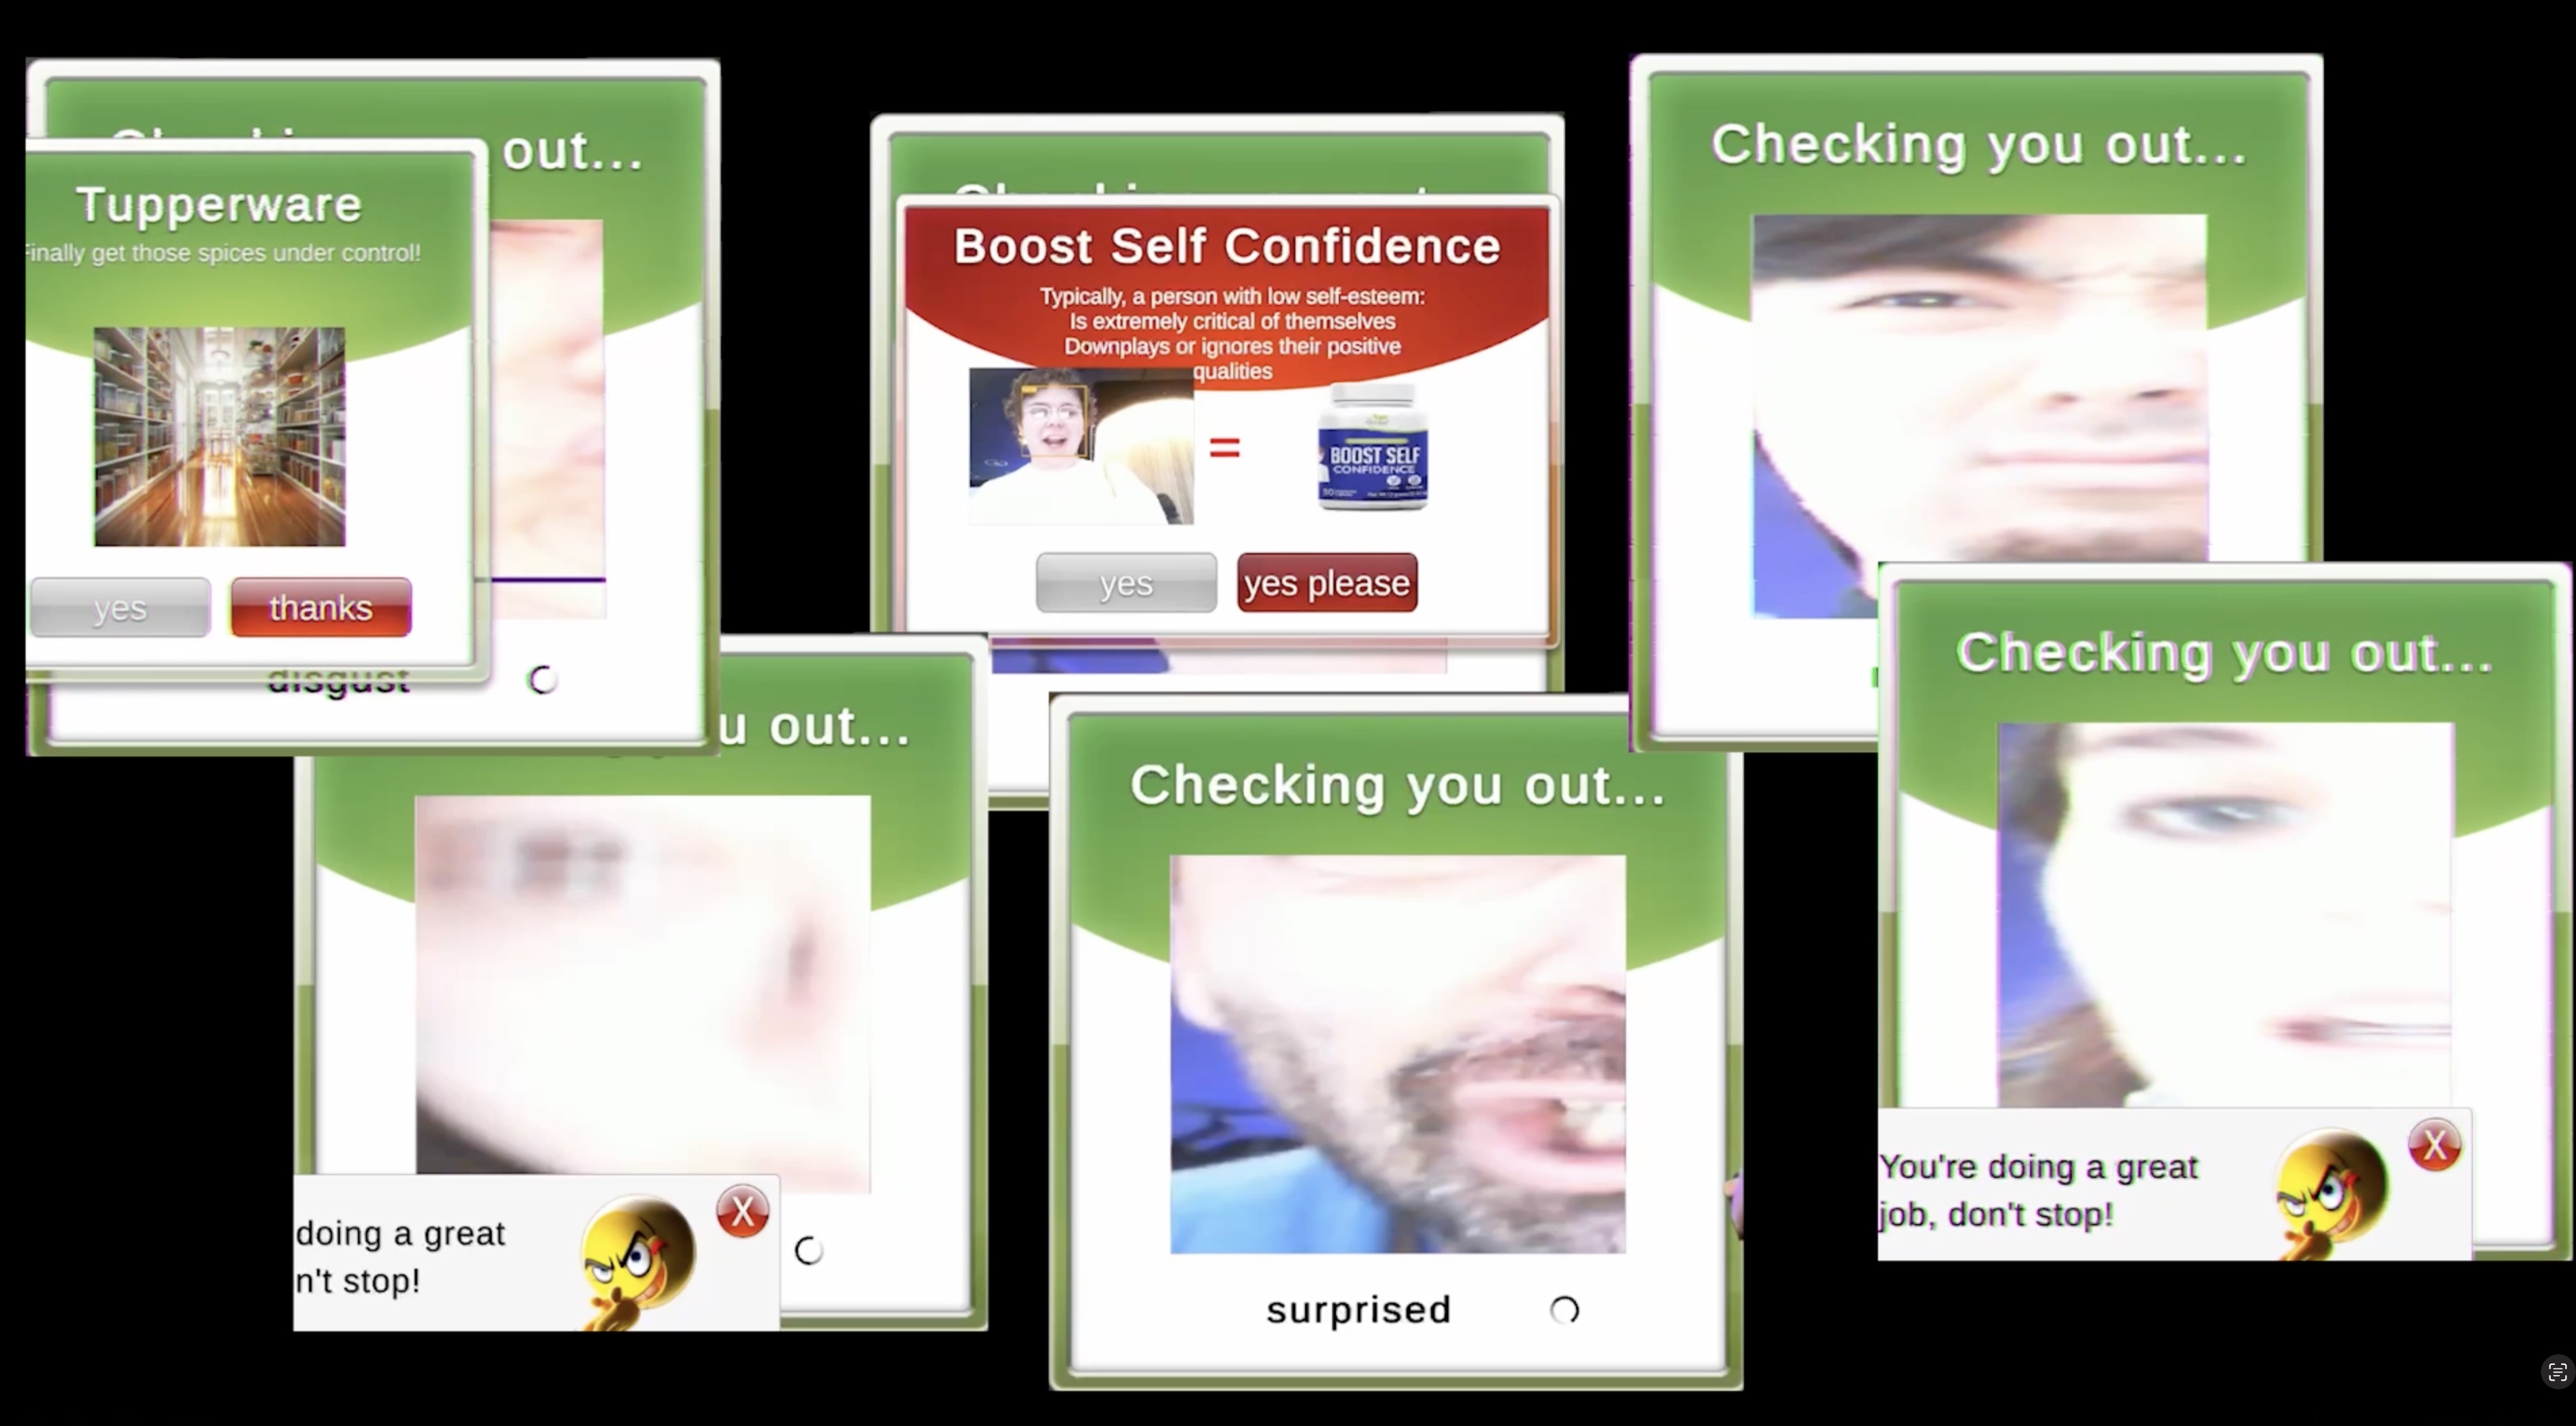 out...
Tupperware
Finally get those spices under control!
yes
thanks
disgust
Boost Self Confidence
Typically, a person with low self-esteem:
Is extremely critical of themselves
Downplays or ignores their positive
qualities
=
BOOST SELF
CONFIDENCE
yes
yes please
Checking you out...
u out...
doing a great
n't stop!
X
Checking you out...
surprised
Checking you out...
You're doing a great
job, don't stop!
X